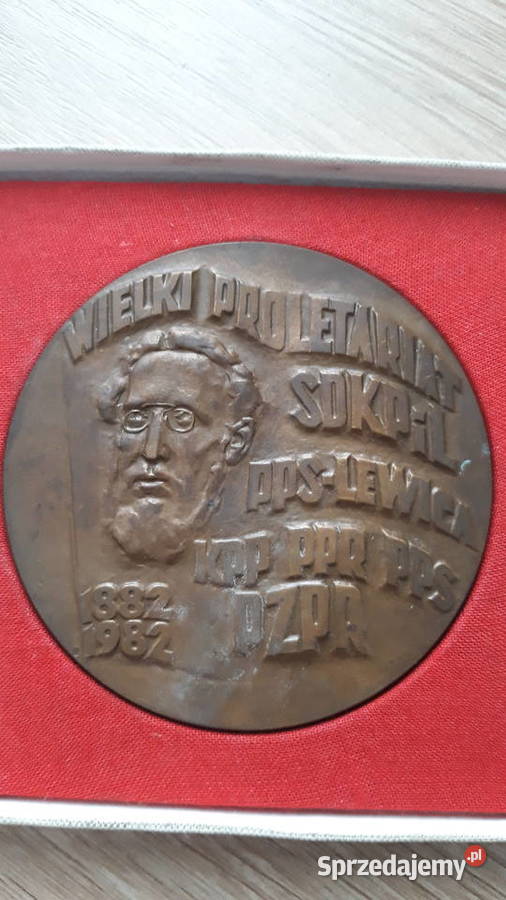 WIELKI PROLETARIAT
SDKPiL
PPS-LEWICA
KPP PPR PPS
PZPR
1882
1982
Sprzedajemy.pl